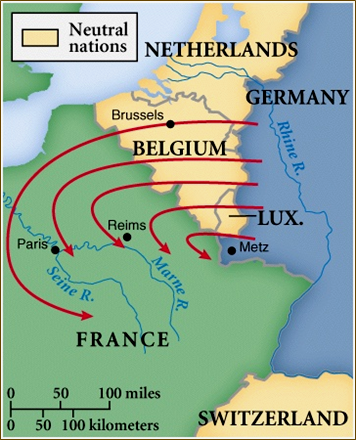 Neutral
nations
NETHERLANDS
GERMANY
Brussels
BELGIUM
Rhine R.
LUX.
Reims
Metz
Paris
Marne R.
Seine R.
FRANCE
0 50 100 miles
0 50 100 kilometers
SWITZERLAND